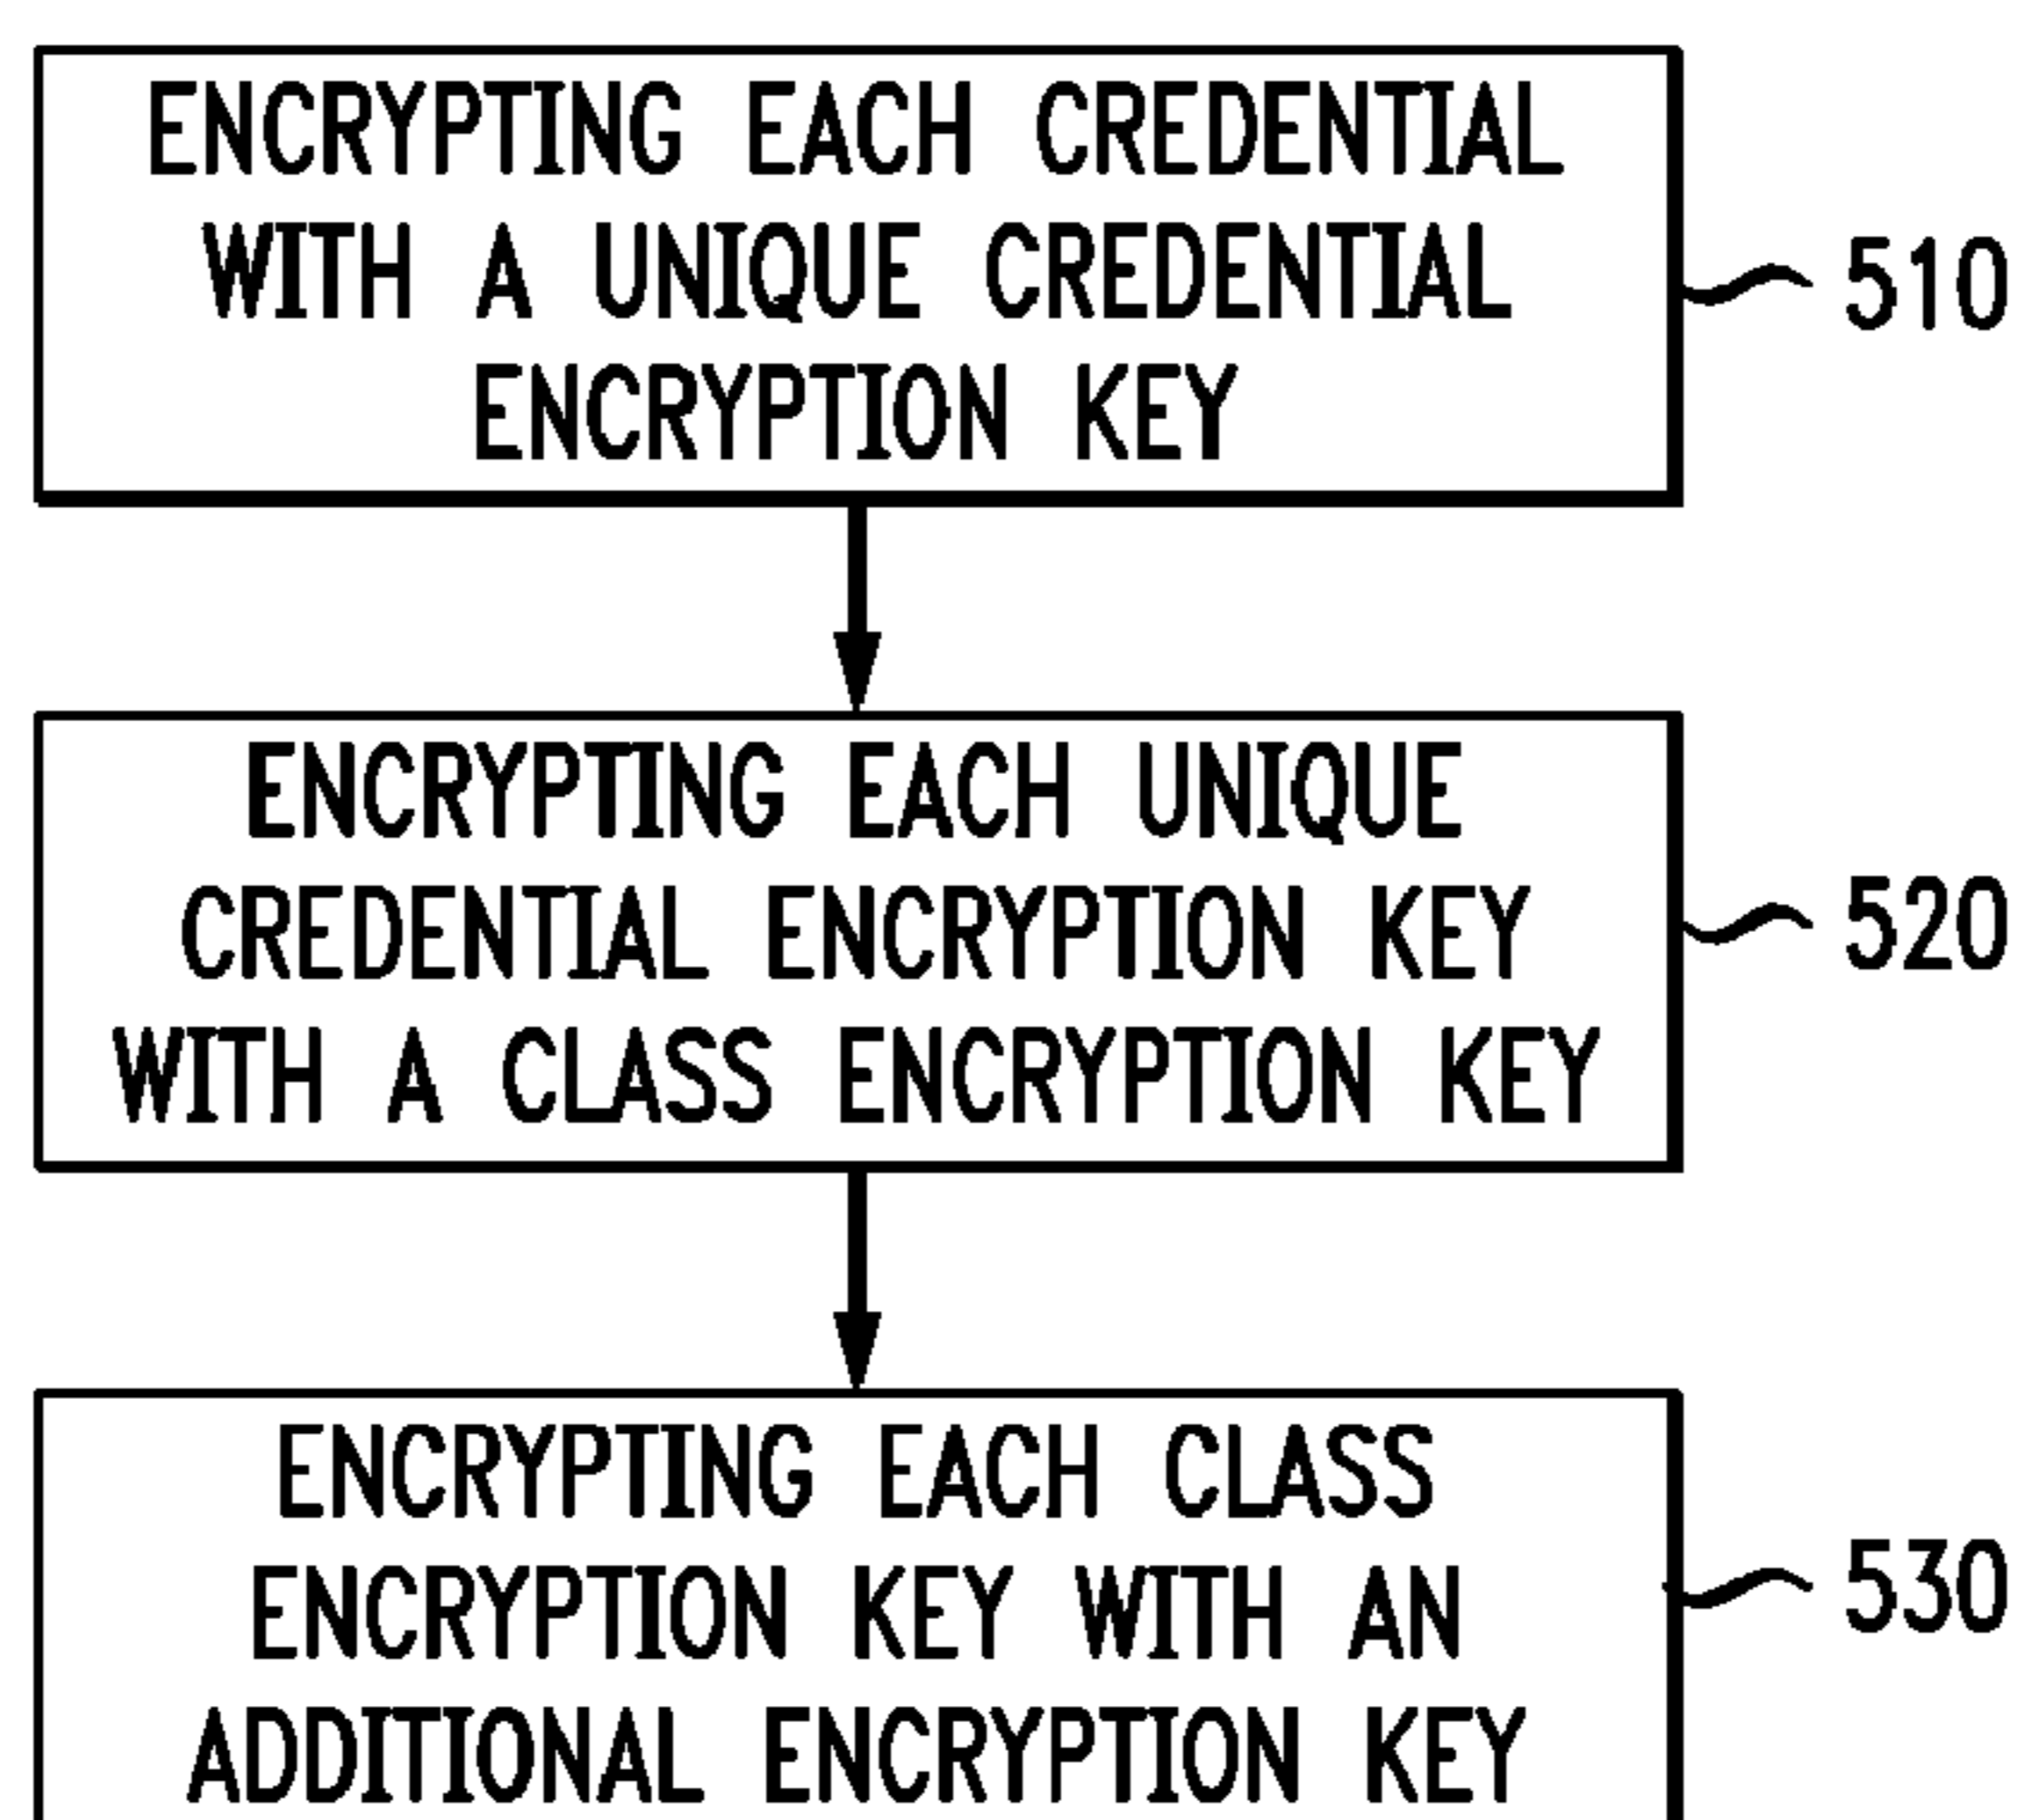 ENCRYPTING EACH CREDENTIAL
WITH A UNIQUE CREDENTIAL
ENCRYPTION KEY
510
ENCRYPTING EACH UNIQUE
CREDENTIAL ENCRYPTION KEY
WITH A CLASS ENCRYPTION KEY
520
ENCRYPTING EACH CLASS
ENCRYPTION KEY WITH AN
ADDITIONAL ENCRYPTION KEY
530